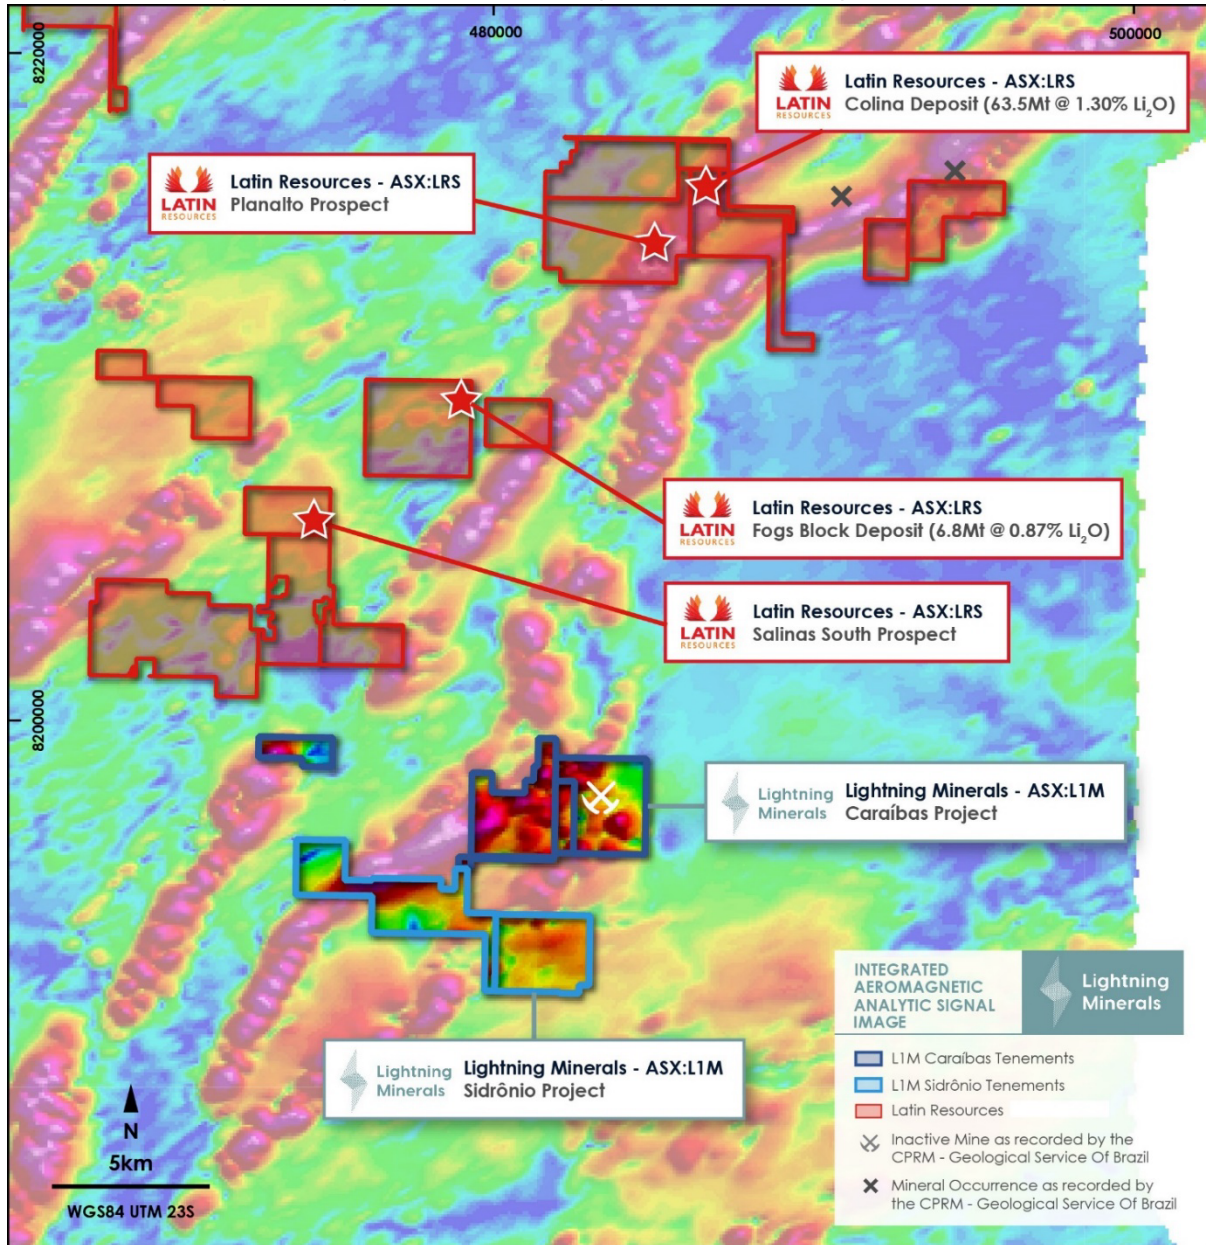 480000
500000
8220000
LATIN
RESOURCES
Latin Resources - ASX:LRS
Colina Deposit (63.5Mt @ 1.30% Li₂O)
LATIN
RESOURCES
Latin Resources - ASX:LRS
Planalto Prospect
LATIN
RESOURCES
Latin Resources - ASX:LRS
Fogs Block Deposit (6.8Mt @ 0.87% Li₂O)
LATIN
RESOURCES
Latin Resources - ASX:LRS
Salinas South Prospect
8200000
Lightning
Minerals
Lightning Minerals - ASX:L1M
Caraíbas Project
Lightning
Minerals
Lightning Minerals - ASX:L1M
Sidrônio Project
INTEGRATED
AEROMAGNETIC
ANALYTIC SIGNAL
IMAGE
Lightning
Minerals
L1M Caraíbas Tenements
L1M Sidrônio Tenements
Latin Resources
Inactive Mine as recorded by the
CPRM - Geological Service Of Brazil
Mineral Occurrence as recorded by
the CPRM - Geological Service Of Brazil
N
5km
WGS84 UTM 23S